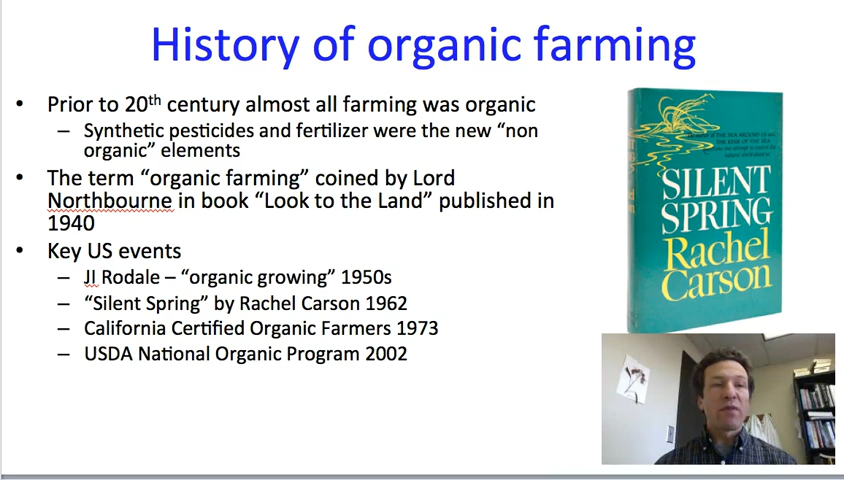 History of organic farming
• Prior to 20th century almost all farming was organic
– Synthetic pesticides and fertilizer were the new “non
organic” elements
• The term “organic farming” coined by Lord
Northbourne in book “Look to the Land” published in
1940
• Key US events
– JI Rodale – “organic growing” 1950s
– “Silent Spring” by Rachel Carson 1962
– California Certified Organic Farmers 1973
– USDA National Organic Program 2002
SILENT
SPRING
Rachel
Carson